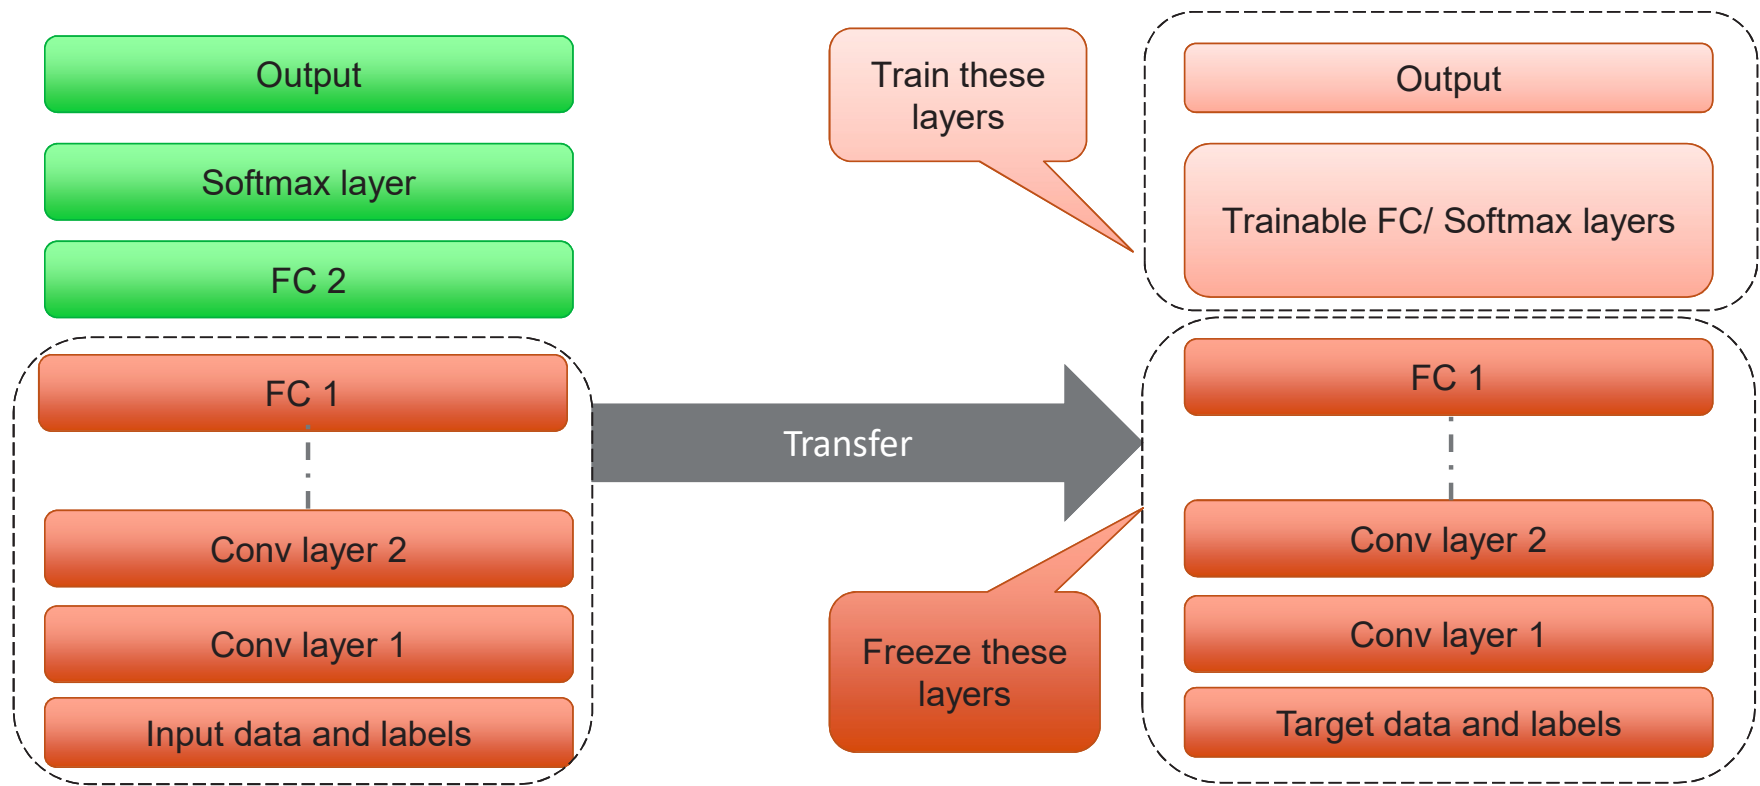 Output
Softmax layer
FC 2
FC 1
Conv layer 2
Conv layer 1
Input data and labels
Transfer
Train these
layers
Freeze these
layers
Output
Trainable FC/ Softmax layers
FC 1
Conv layer 2
Conv layer 1
Target data and labels